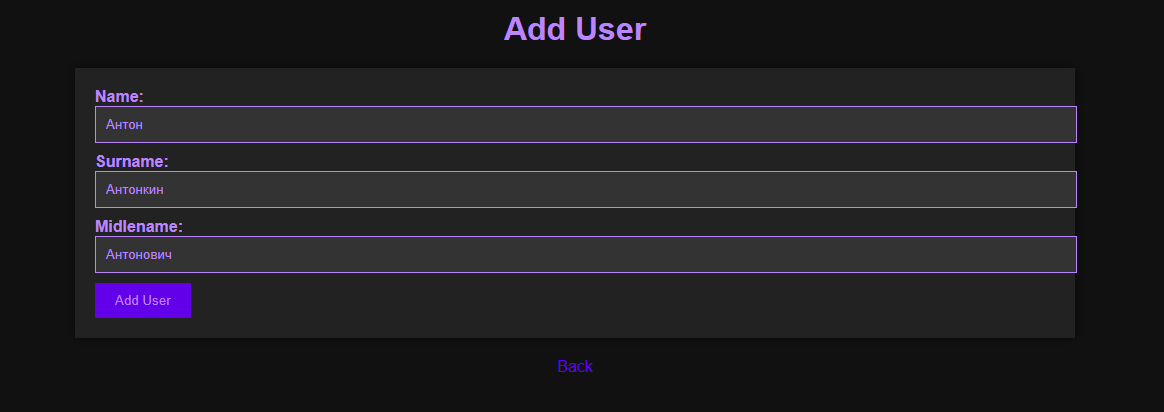 Add User
Name:
Антон
Surname:
Антонкин
Midlename:
Антонович
Add User
Back